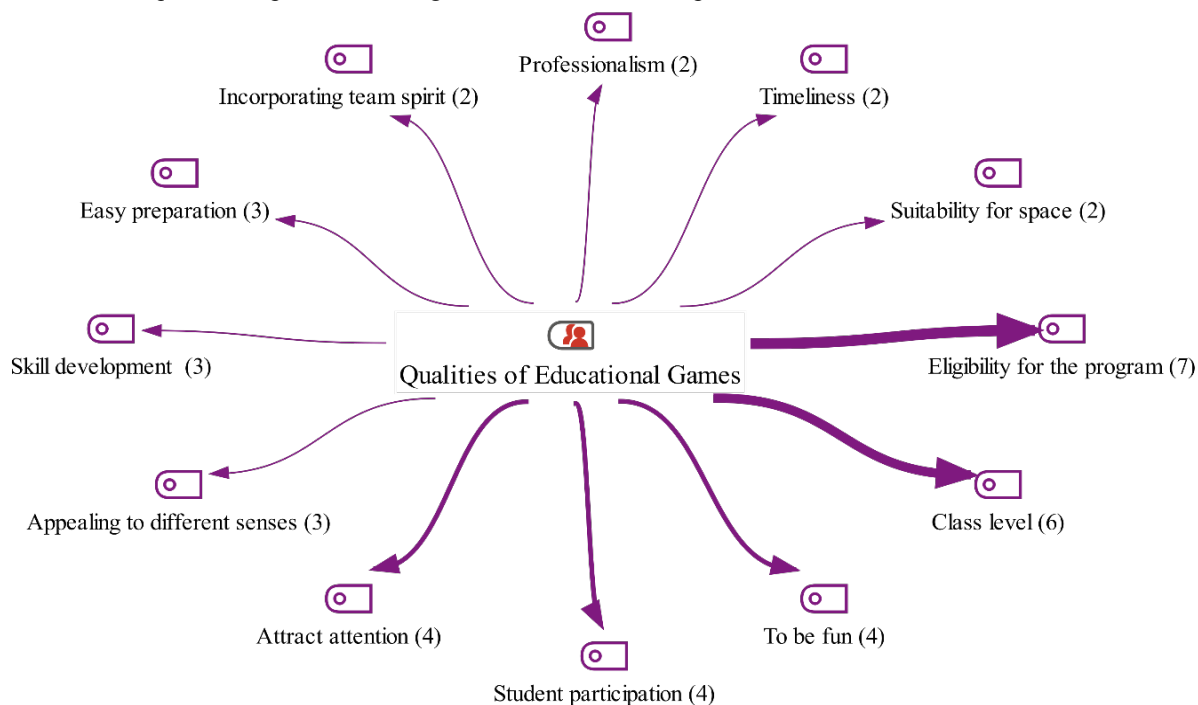 Professionalism (2)
Incorporating team spirit (2)
Timeliness (2)
Easy preparation (3)
Suitability for space (2)
Skill development (3)
Qualities of Educational Games
Eligibility for the program (7)
Appealing to different senses (3)
Class level (6)
Attract attention (4)
To be fun (4)
Student participation (4)